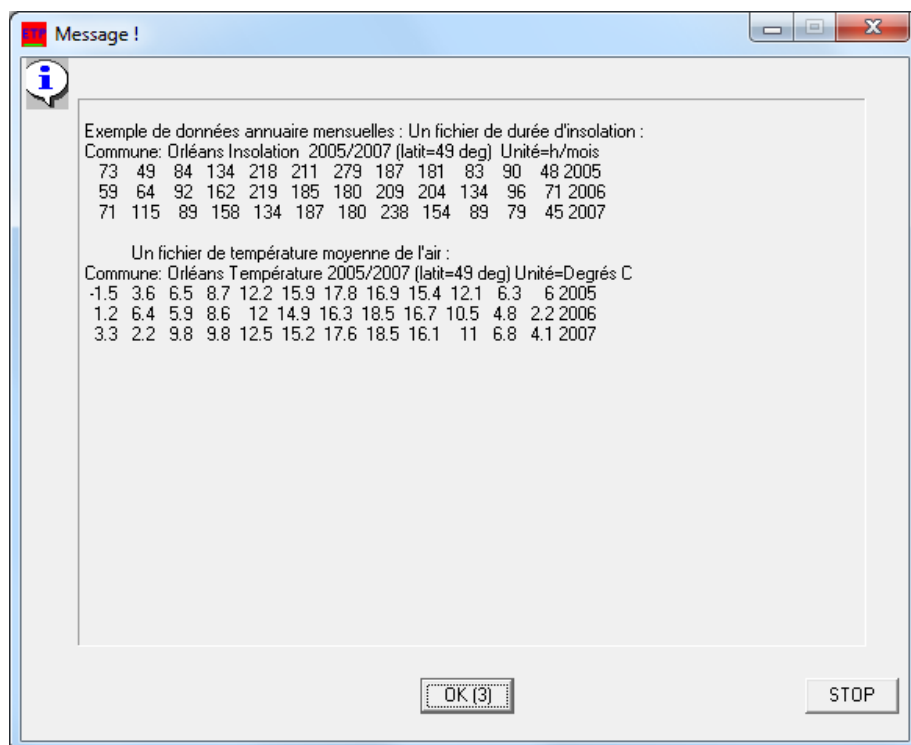 ETP Message !
Exemple de données annuaire mensuelles : Un fichier de durée d'insolation :
Commune: Orléans Insolation 2005/2007 (latit=49 deg) Unité=h/mois
73 49 84 134 218 211 279 187 181 83 90 48 2005
59 64 92 162 219 185 180 209 204 134 96 71 2006
71 115 89 158 134 187 180 238 154 89 79 45 2007
Un fichier de température moyenne de l'air :
Commune: Orléans Température 2005/2007 (latit=49 deg) Unité=Degrés C
-1.5 3.6 6.5 8.7 12.2 15.9 17.8 16.9 15.4 12.1 6.3 6 2005
1.2 6.4 5.9 8.6 12 14.9 16.3 18.5 16.7 10.5 4.8 2.2 2006
3.3 2.2 9.8 9.8 12.5 15.2 17.6 18.5 16.1 11 6.8 4.1 2007
OK (3)
STOP